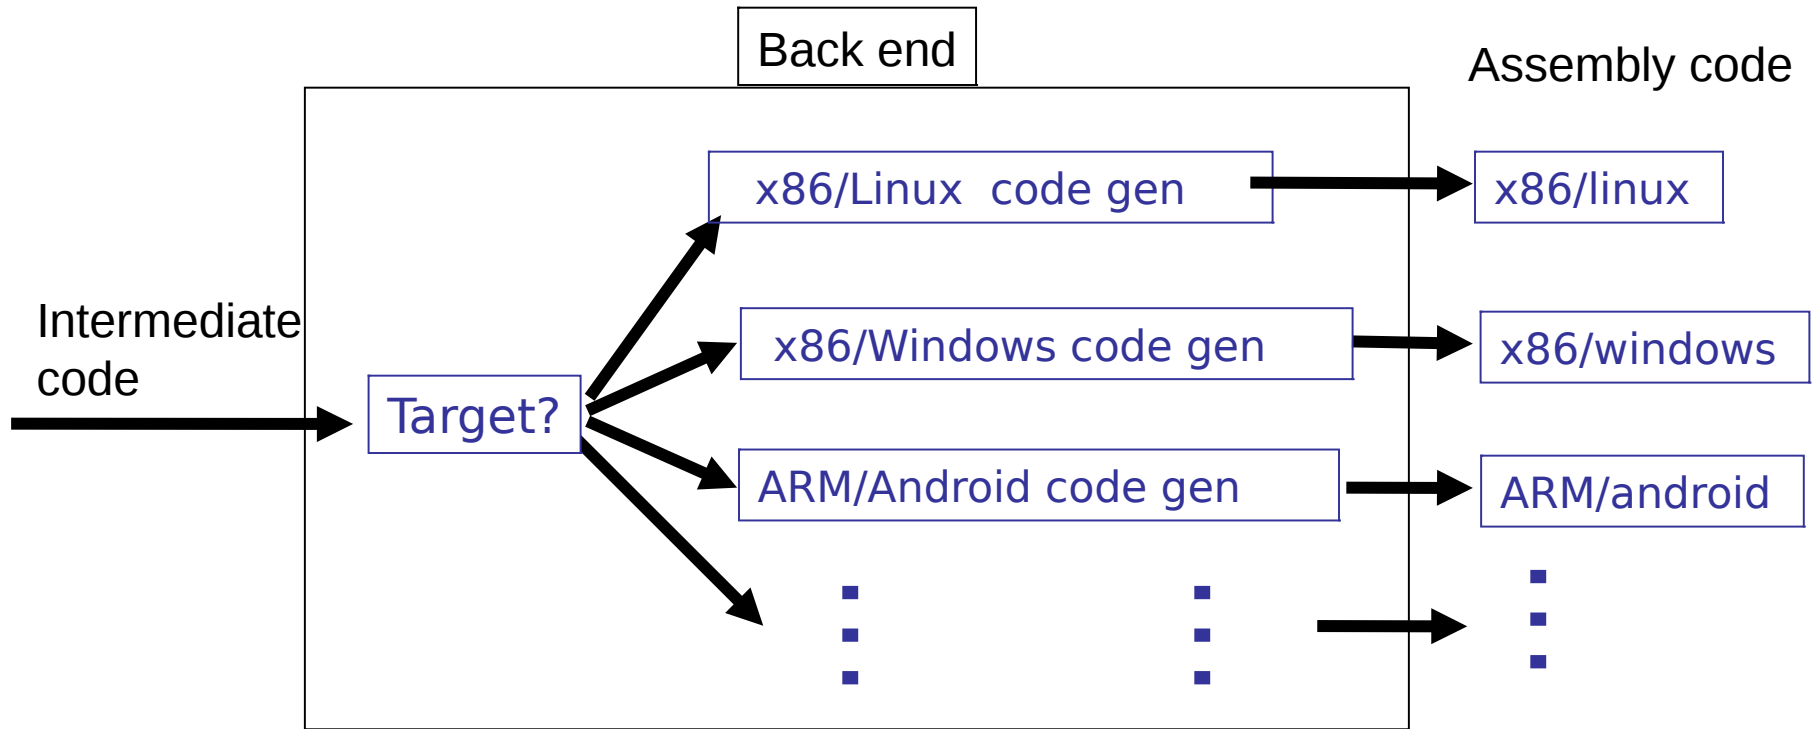 Back end
Assembly code
x86/Linux  code gen
x86/linux
Intermediate
code
x86/Windows code gen
x86/windows
Target?
ARM/Android code gen
ARM/android